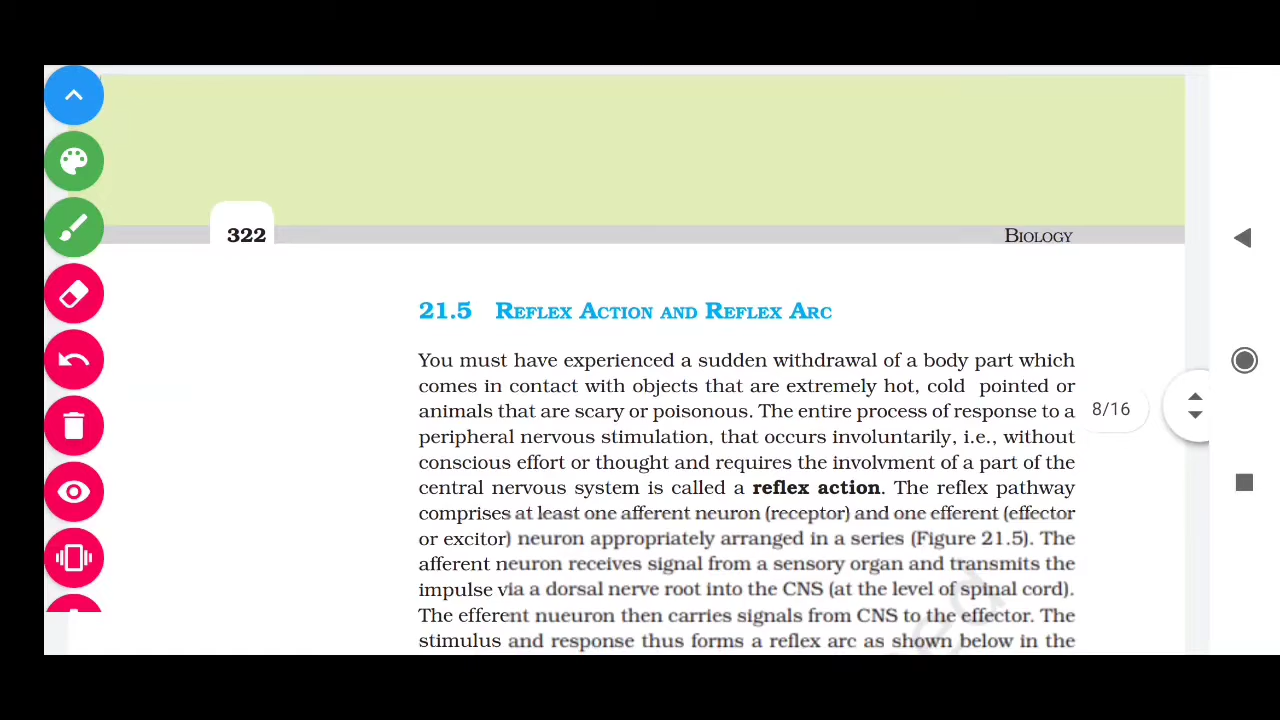 322
BIOLOGY
21.5 REFLEX ACTION AND REFLEX ARC
You must have experienced a sudden withdrawal of a body part which
comes in contact with objects that are extremely hot, cold pointed or
animals that are scary or poisonous. The entire process of response to a
8/16
peripheral nervous stimulation, that occurs involuntarily, i.e., without
conscious effort or thought and requires the involvment of a part of the
central nervous system is called a reflex action. The reflex pathway
comprises at least one afferent neuron (receptor) and one efferent (effector
or excitor) neuron appropriately arranged in a series (Figure 21.5). The
afferent neuron receives signal from a sensory organ and transmits the
impulse via a dorsal nerve root into the CNS (at the level of spinal cord).
The efferent nueuron then carries signals from CNS to the effector. The
stimulus and response thus forms a reflex arc as shown below in the